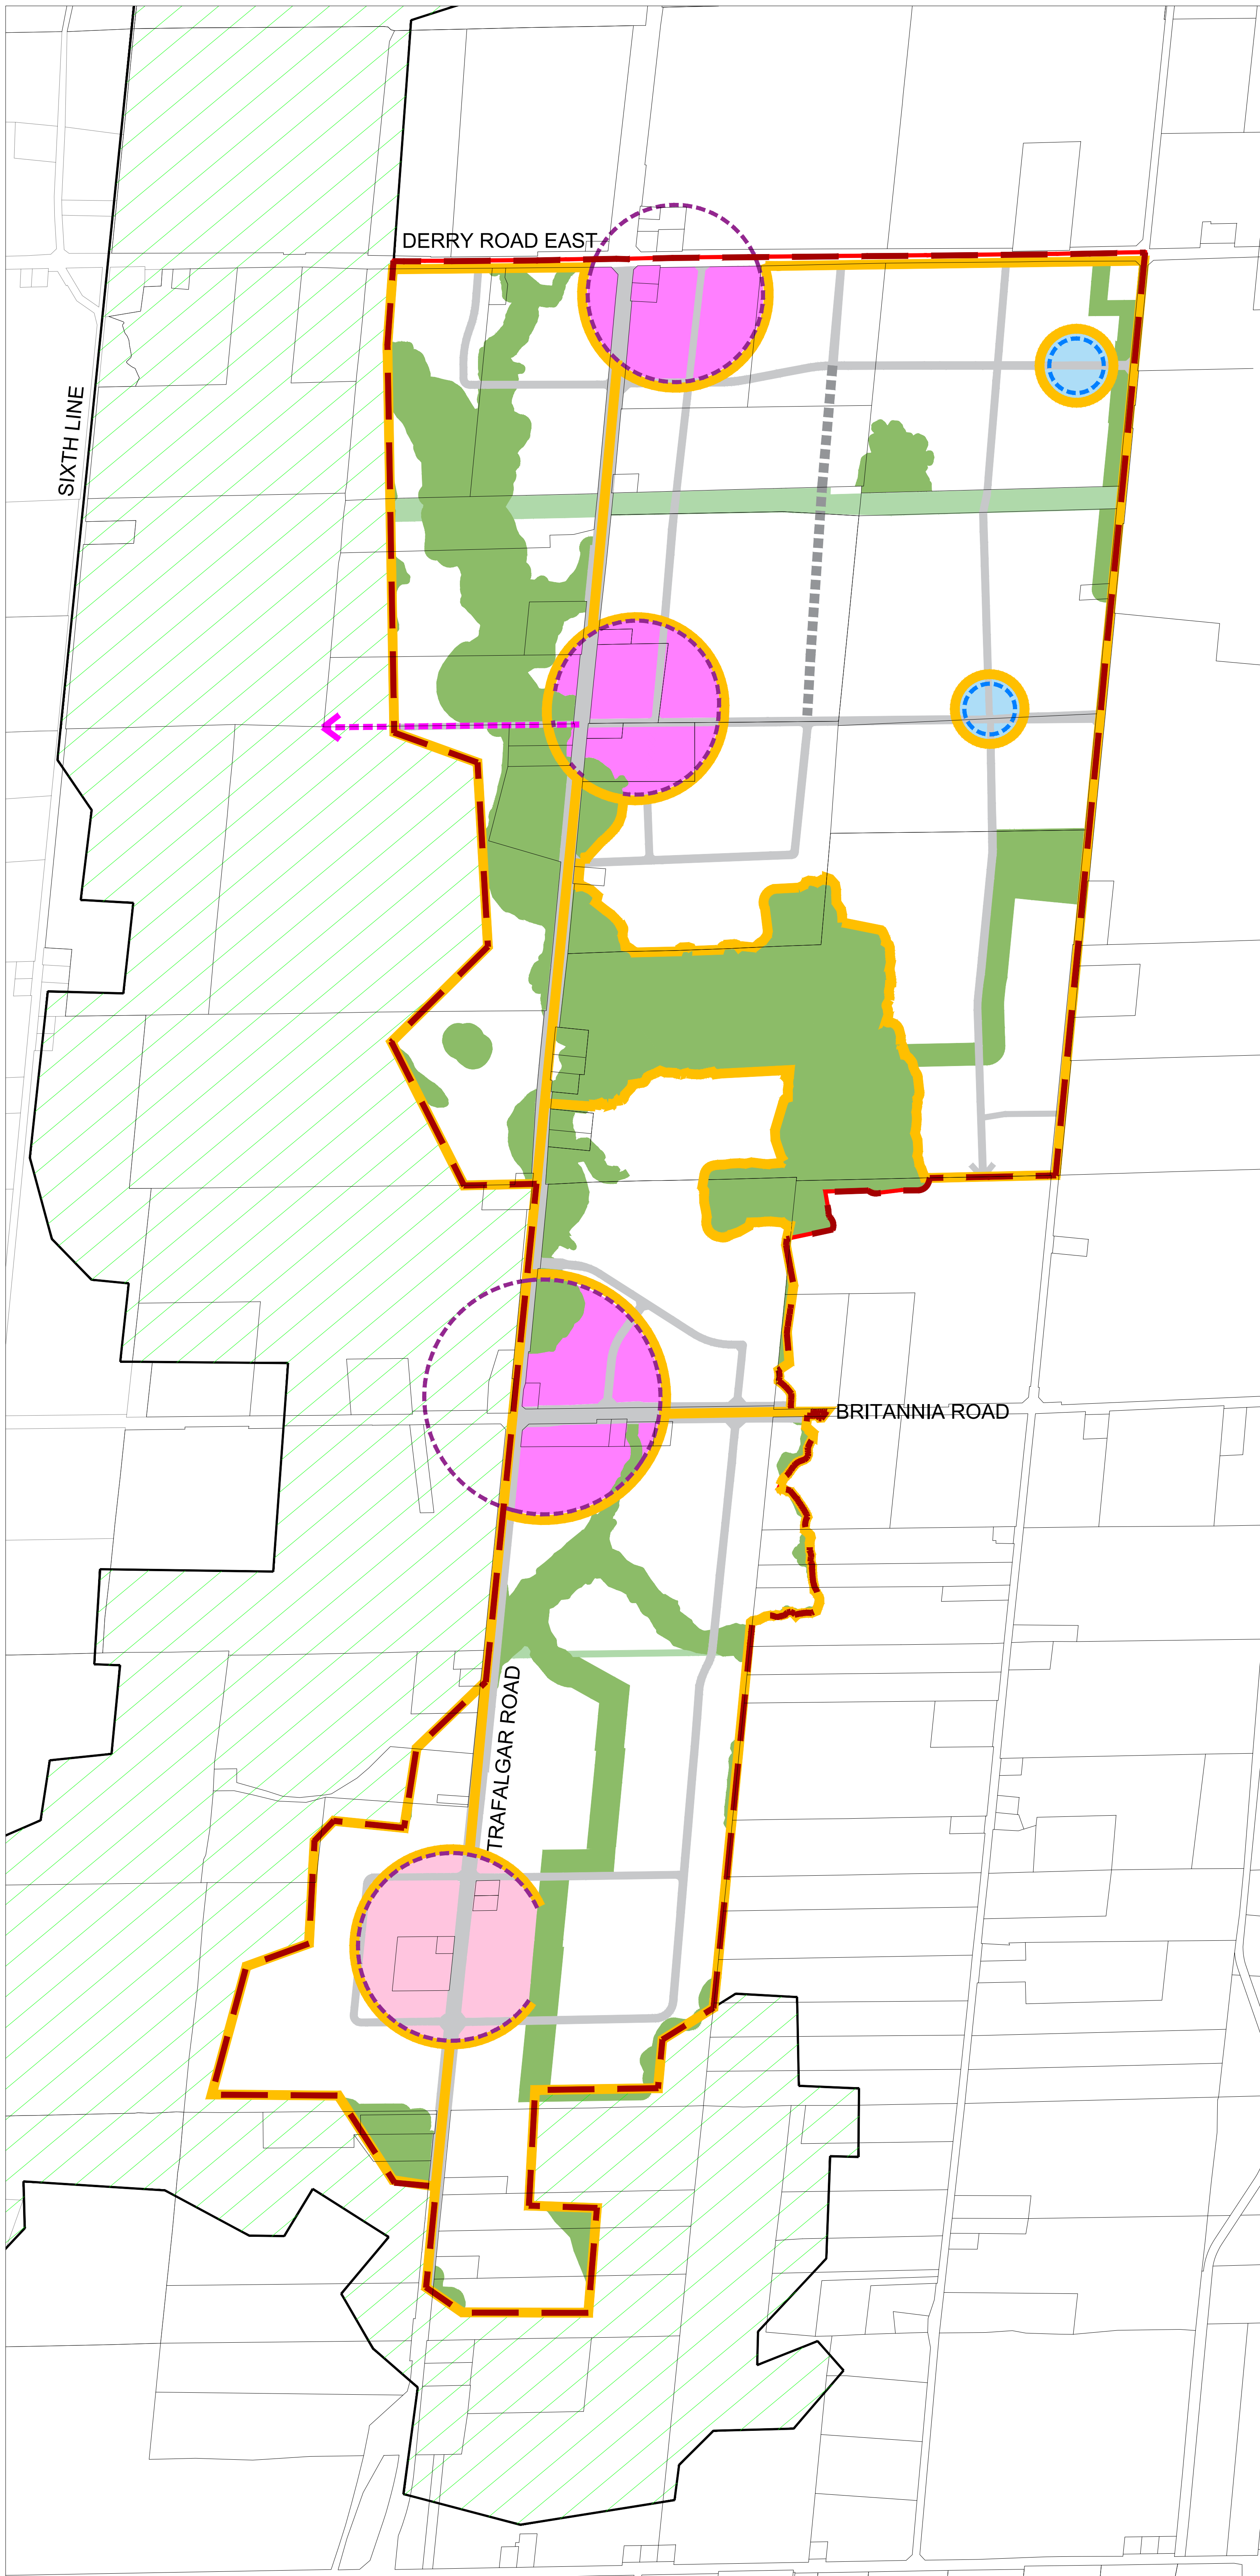 DERRY ROAD EAST
SIXTH LINE
BRITANNIA ROAD
TRAFALGAR ROAD